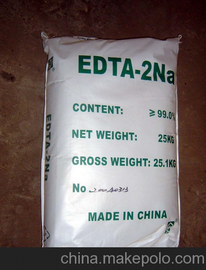 EDTA-2Na
CONTENT: ≥99.0%
NET WEIGHT: 25KG
GROSS WEIGHT: 25.1KG
No
MADE IN CHINA
EDTA-2Na
china.makepolo.com